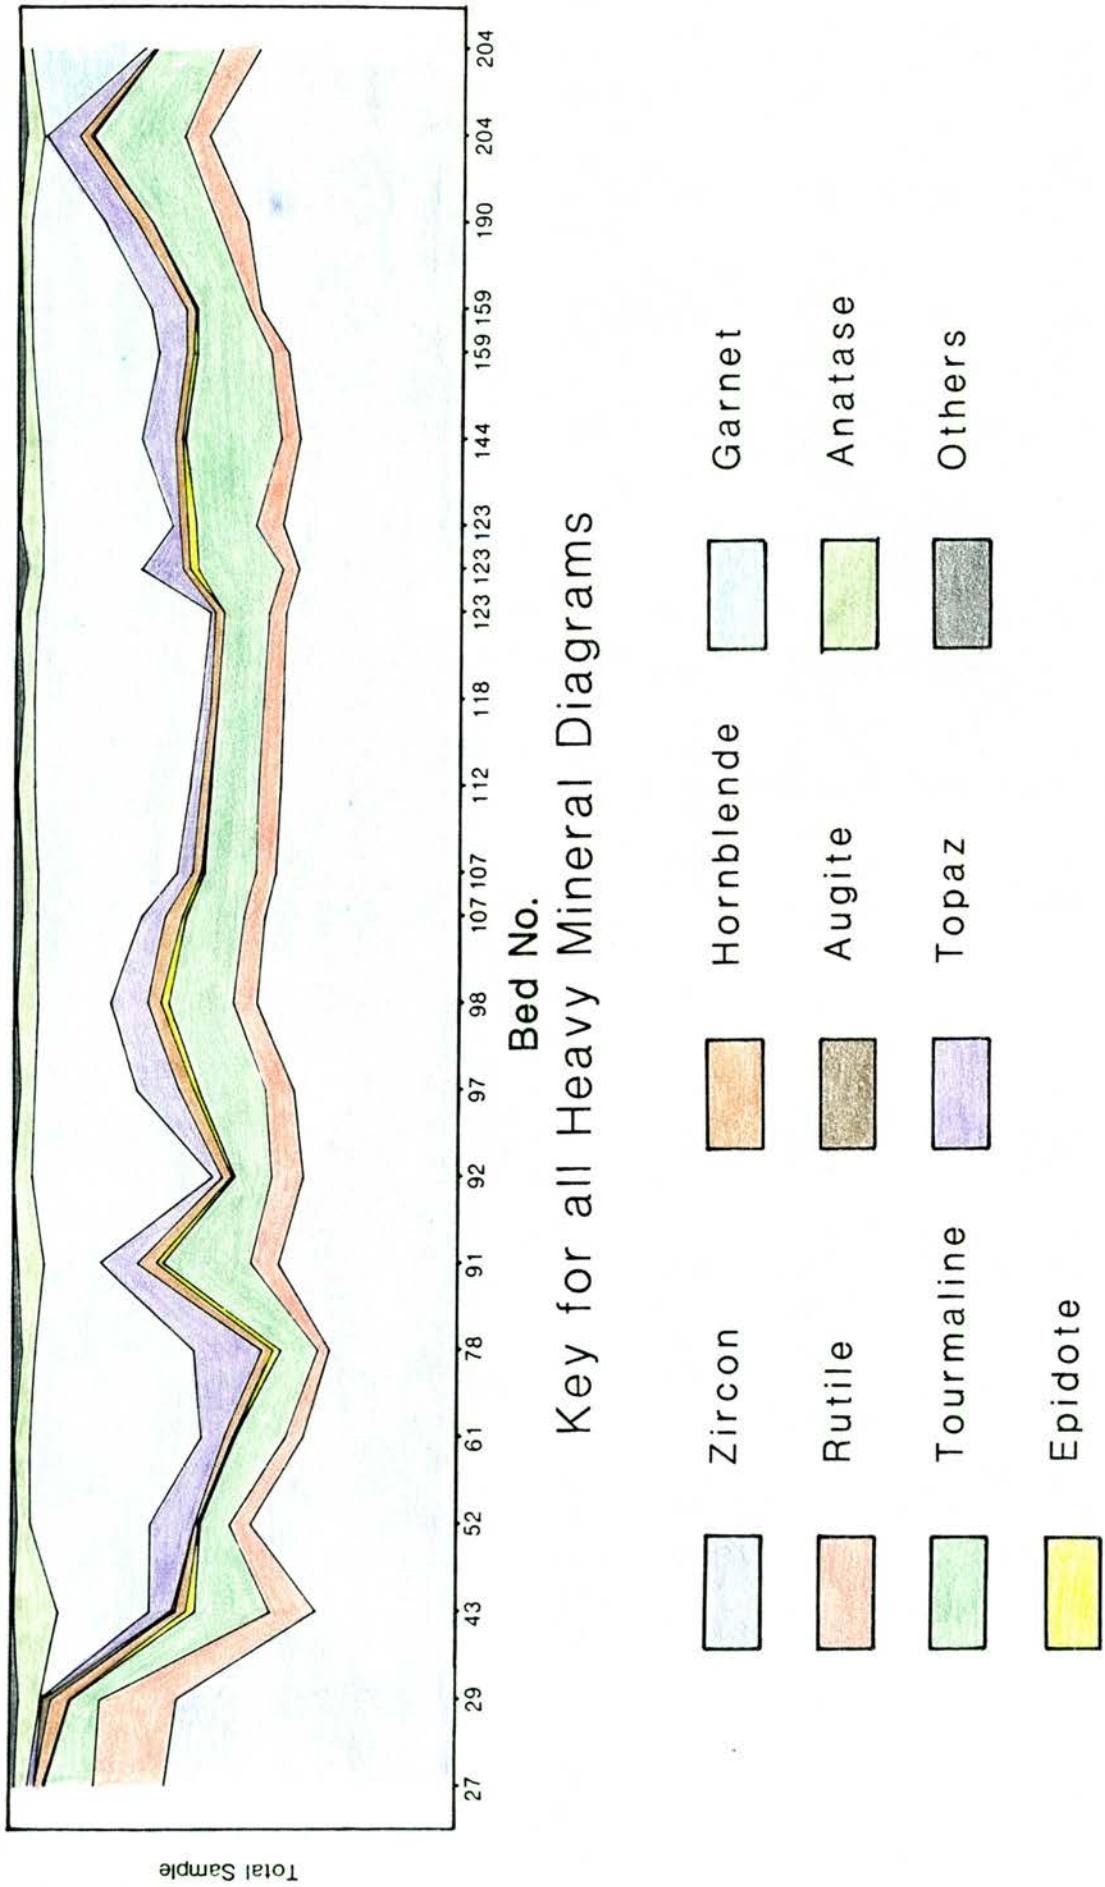 Total Sample
27 29 43 52 61 78 91 92 97 98 107 107 112 118 123 123 123 144 159 159 190 204 204
Bed No.
Key for all Heavy Mineral Diagrams
Zircon Hornblende Garnet
Rutile Augite Anatase
Tourmaline Topaz Others
Epidote